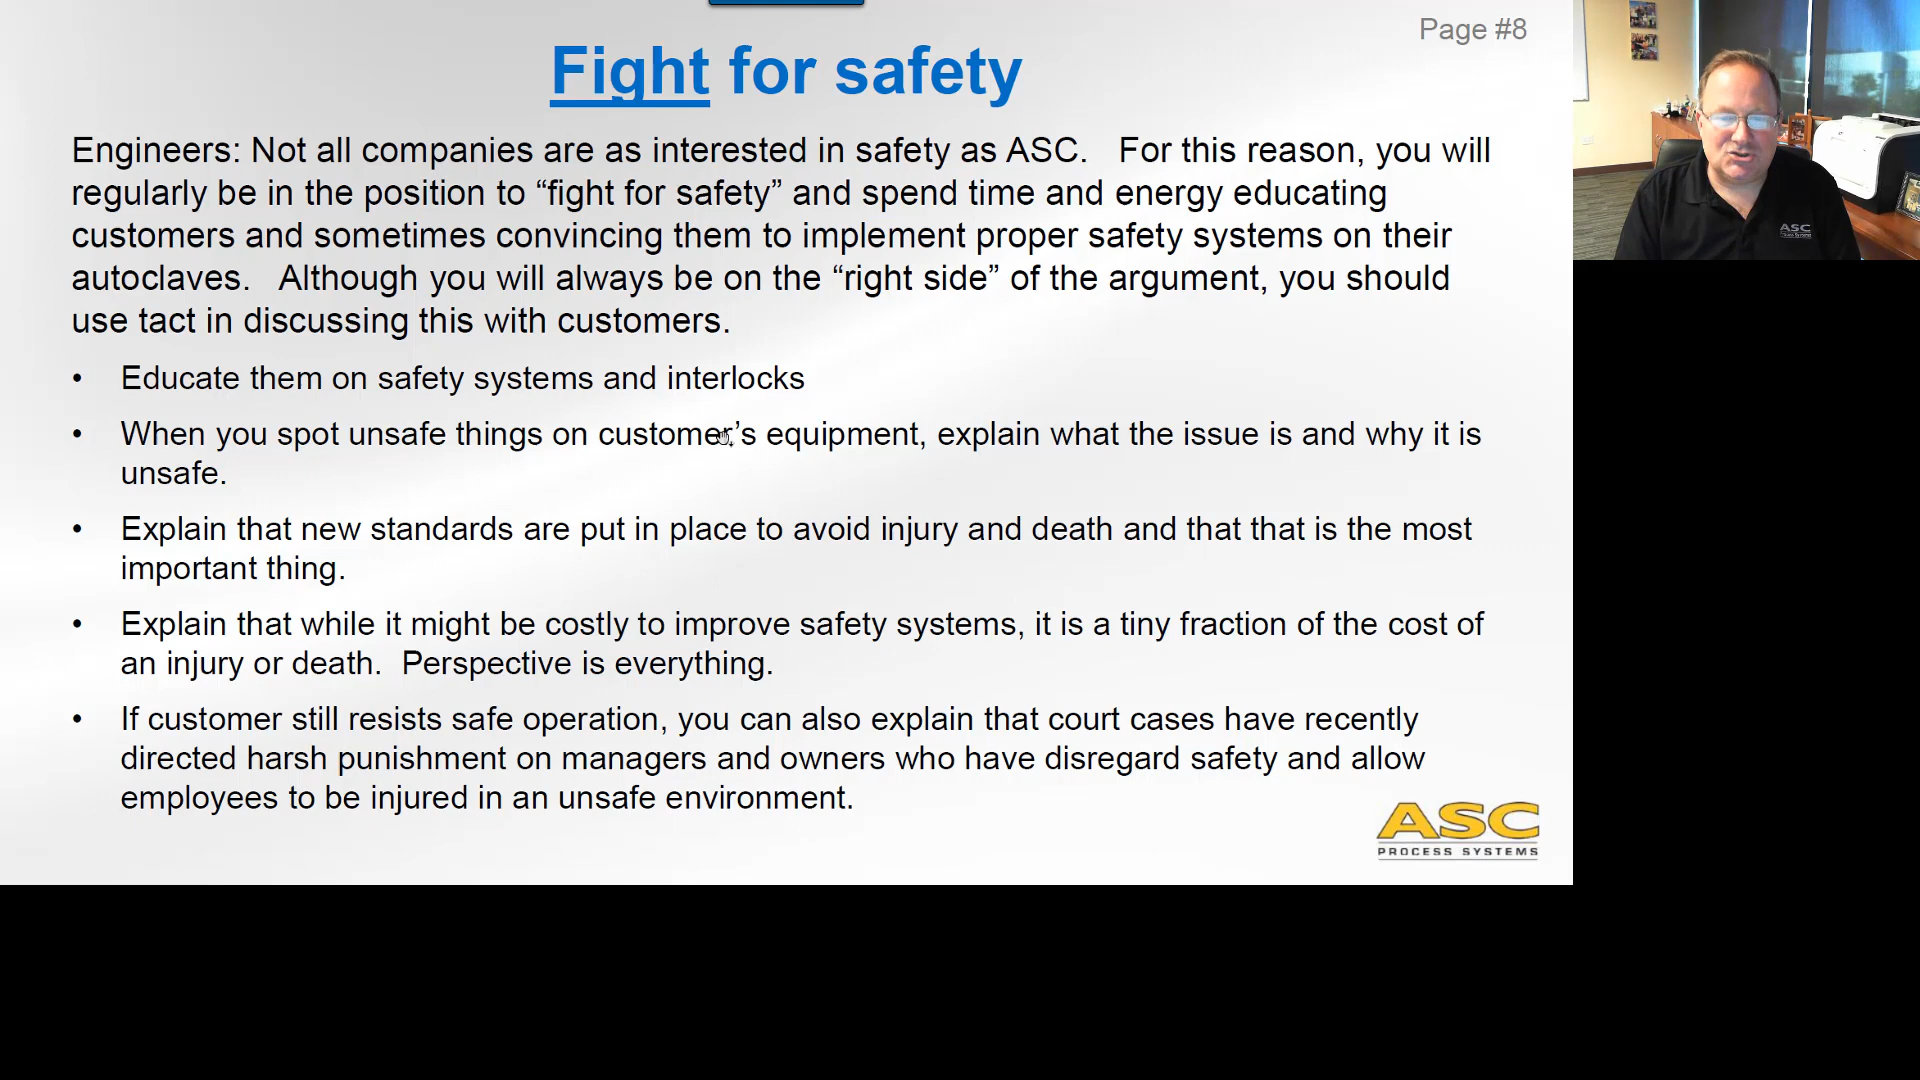 Page #8
Fight for safety
Engineers: Not all companies are as interested in safety as ASC. For this reason, you will
regularly be in the position to “fight for safety” and spend time and energy educating
customers and sometimes convincing them to implement proper safety systems on their
autoclaves. Although you will always be on the “right side” of the argument, you should
use tact in discussing this with customers.
• Educate them on safety systems and interlocks
• When you spot unsafe things on customer’s equipment, explain what the issue is and why it is
unsafe.
• Explain that new standards are put in place to avoid injury and death and that that is the most
important thing.
• Explain that while it might be costly to improve safety systems, it is a tiny fraction of the cost of
an injury or death. Perspective is everything.
• If customer still resists safe operation, you can also explain that court cases have recently
directed harsh punishment on managers and owners who have disregard safety and allow
employees to be injured in an unsafe environment.
ASC
PROCESS SYSTEMS
ASC
Process Systems